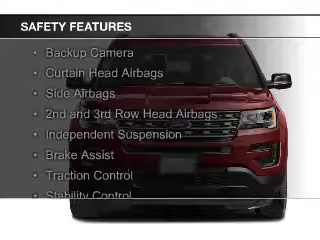 SAFETY FEATURES
• Backup Camera
• Curtain Head Airbags
• Side Airbags
• 2nd and 3rd Row Head Airbags
• Independent Suspension
• Brake Assist
• Traction Control
• Stability Control